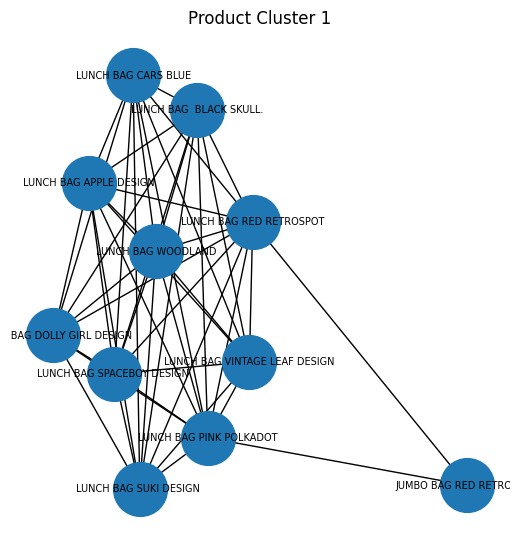 Product Cluster 1
LUNCH BAG CARS BLUE
LUNCH BAG  BLACK SKULL.
LUNCH BAG APPLE DESIGN
LUNCH BAG RED RETROSPOT
LUNCH BAG WOODLAND
BAG DOLLY GIRL DESIGN
LUNCH BAG VINTAGE LEAF DESIGN
LUNCH BAG SPACEBOY DESIGN
LUNCH BAG PINK POLKADOT
JUMBO BAG RED RETRO
LUNCH BAG SUKI DESIGN